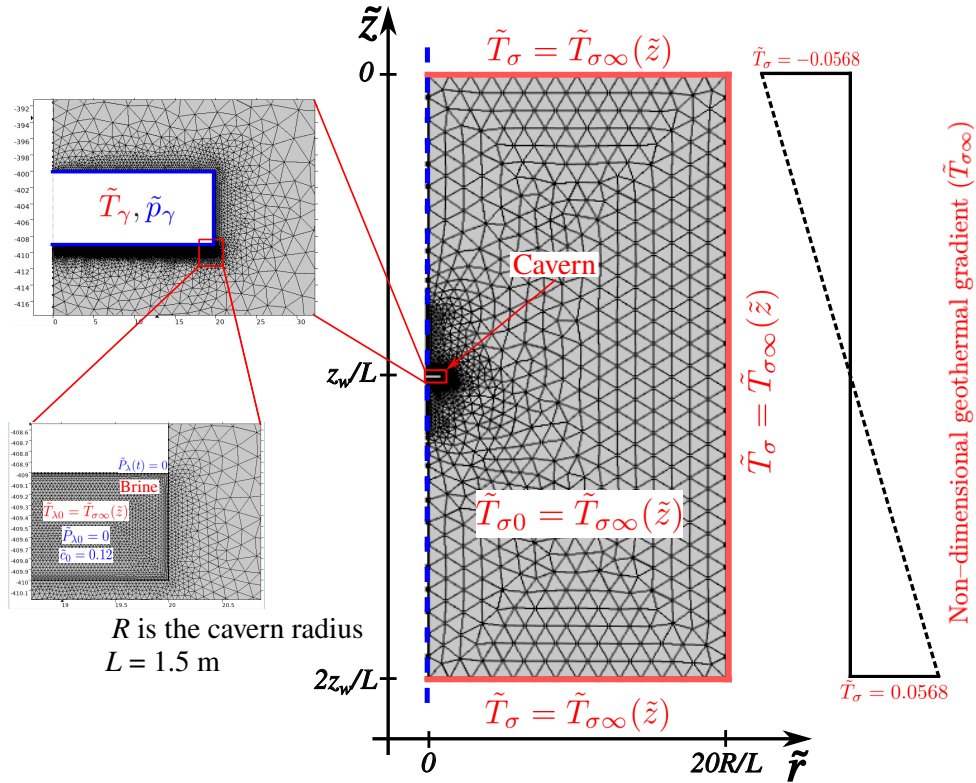 z̃
T̃σ = T̃σ∞(z̃)
0
T̃σ = −0.0568
-392
-394
-396
-398
-400
-402
-404
-406
-408
-410
-412
-414
-416
0
5
10
15
20
25
30
T̃γ, p̃γ
Cavern
z_w/L
T̃σ = T̃σ∞(z̃)
Non−dimensional geothermal gradient (T̃σ∞)
-408.6
-408.7
-408.8
-408.9
-409
-409.1
-409.2
-409.3
-409.4
-409.5
-409.6
-409.7
-409.8
-409.9
-410
-410.1
19
19.5
20
20.5
P̃λ(t) = 0
Brine
T̃λ0 = T̃σ∞(z̃)
P̃λ0 = 0
c̃0 = 0.12
T̃σ0 = T̃σ∞(z̃)
R is the cavern radius
L = 1.5 m
2z_w/L
T̃σ = 0.0568
T̃σ = T̃σ∞(z̃)
0
20R/L
r̃